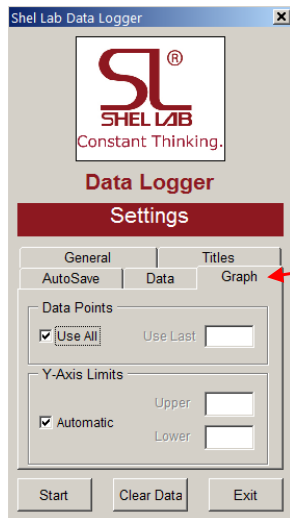 Shel Lab Data Logger
SL®
SHEL LAB
Constant Thinking.
Data Logger
Settings
General Titles
AutoSave Data Graph
Data Points
Use All Use Last
Y-Axis Limits
Upper
Automatic
Lower
Start Clear Data Exit